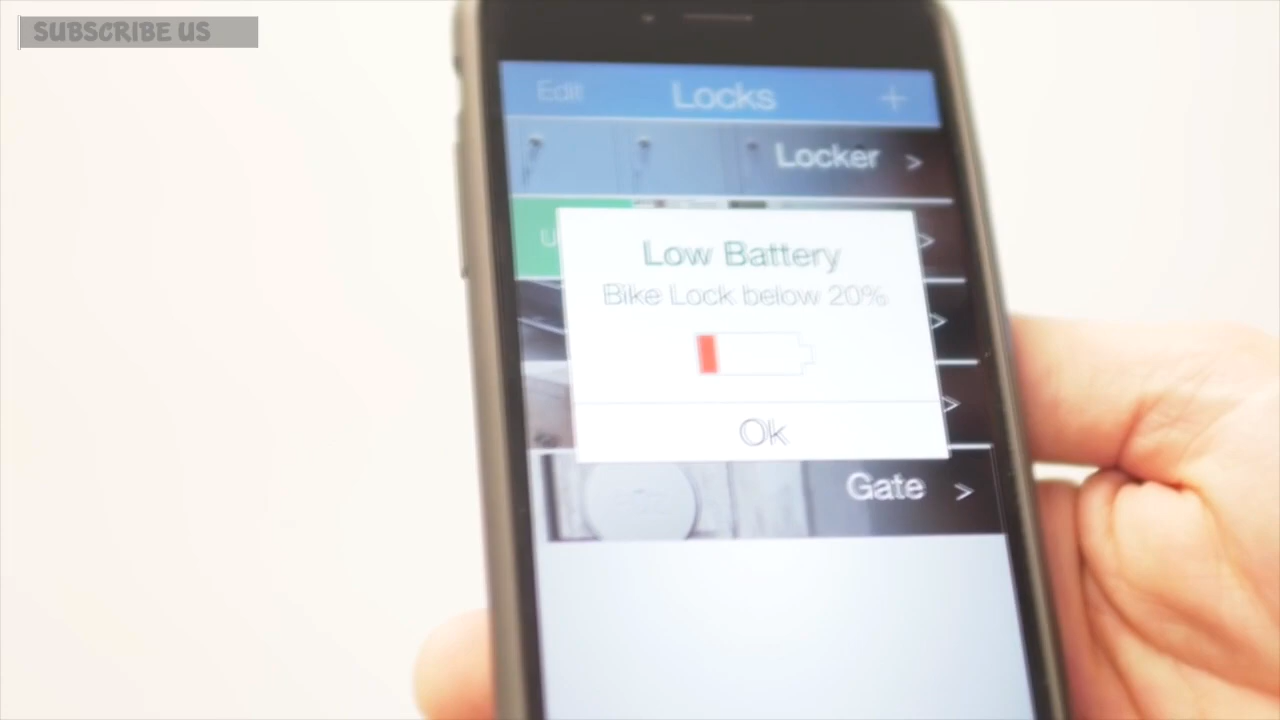 SUBSCRIBE US
Edit Locks +
Locker >
U
>
Low Battery
Bike Lock below 20%
>
>
Ok
Gate >